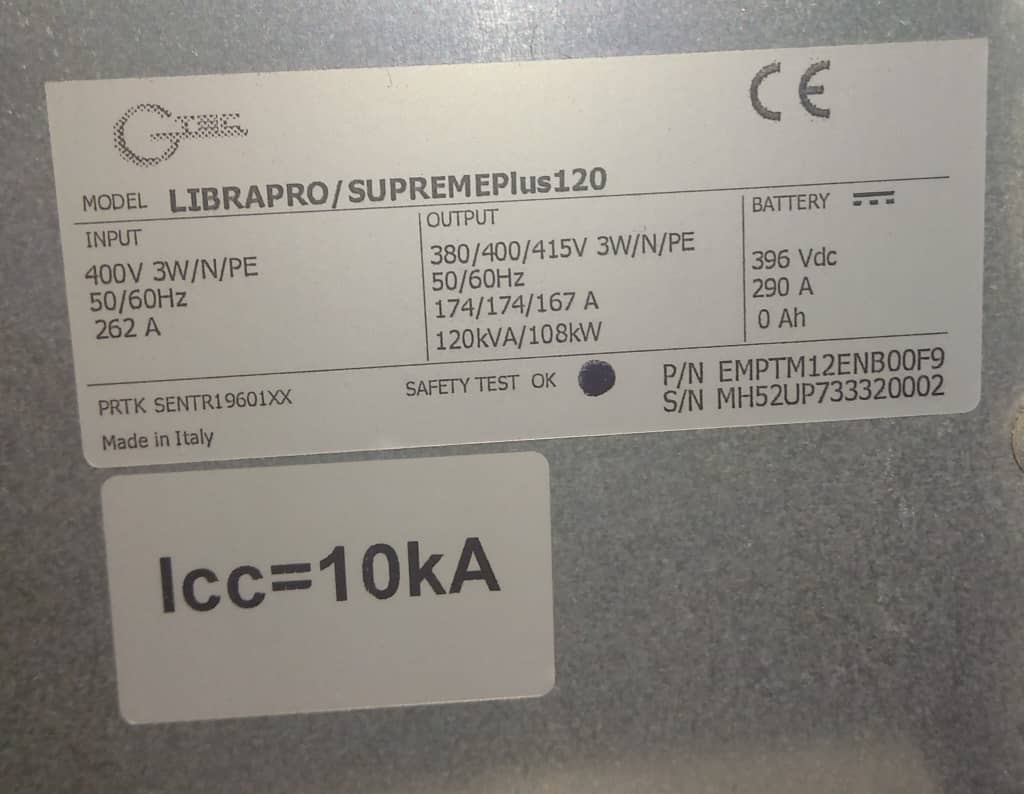 CE
MODEL LIBRAPRO/SUPREMEPlus120
INPUT
400V 3W/N/PE
50/60Hz
262 A
OUTPUT
380/400/415V 3W/N/PE
50/60Hz
174/174/167 A
120kVA/108kW
BATTERY
396 Vdc
290 A
0 Ah
PRTK SENTR19601XX
SAFETY TEST OK
P/N EMPTM12ENB00F9
S/N MH52UP733320002
Made in Italy
Icc=10kA